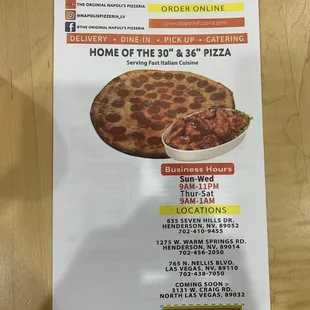 THE ORGINIAL NAPOLI'S PIZZERIA
ORDER ONLINE
@NAPOLISPIZZERIA_LV
@THE ORIGINAL NAPOLI'S PIZZERIA
www.NapolisPizzeria.com
DELIVERY • DINE-IN • PICK UP • CATERING
HOME OF THE 30" & 36" PIZZA
Serving Fast Italian Cuisine
Business Hours
Sun-Wed
9AM-11PM
Thur-Sat
9AM-1AM
LOCATIONS
835 SEVEN HILLS DR.
HENDERSON, NV, 89052
702-410-9455
1275 W. WARM SPRINGS RD.
HENDERSON, NV, 89014
702-456-2050
765 N. NELLIS BLVD.
LAS VEGAS, NV, 89110
702-438-7050
COMING SOON >
3131 W. CRAIG RD.
NORTH LAS VEGAS, 89032